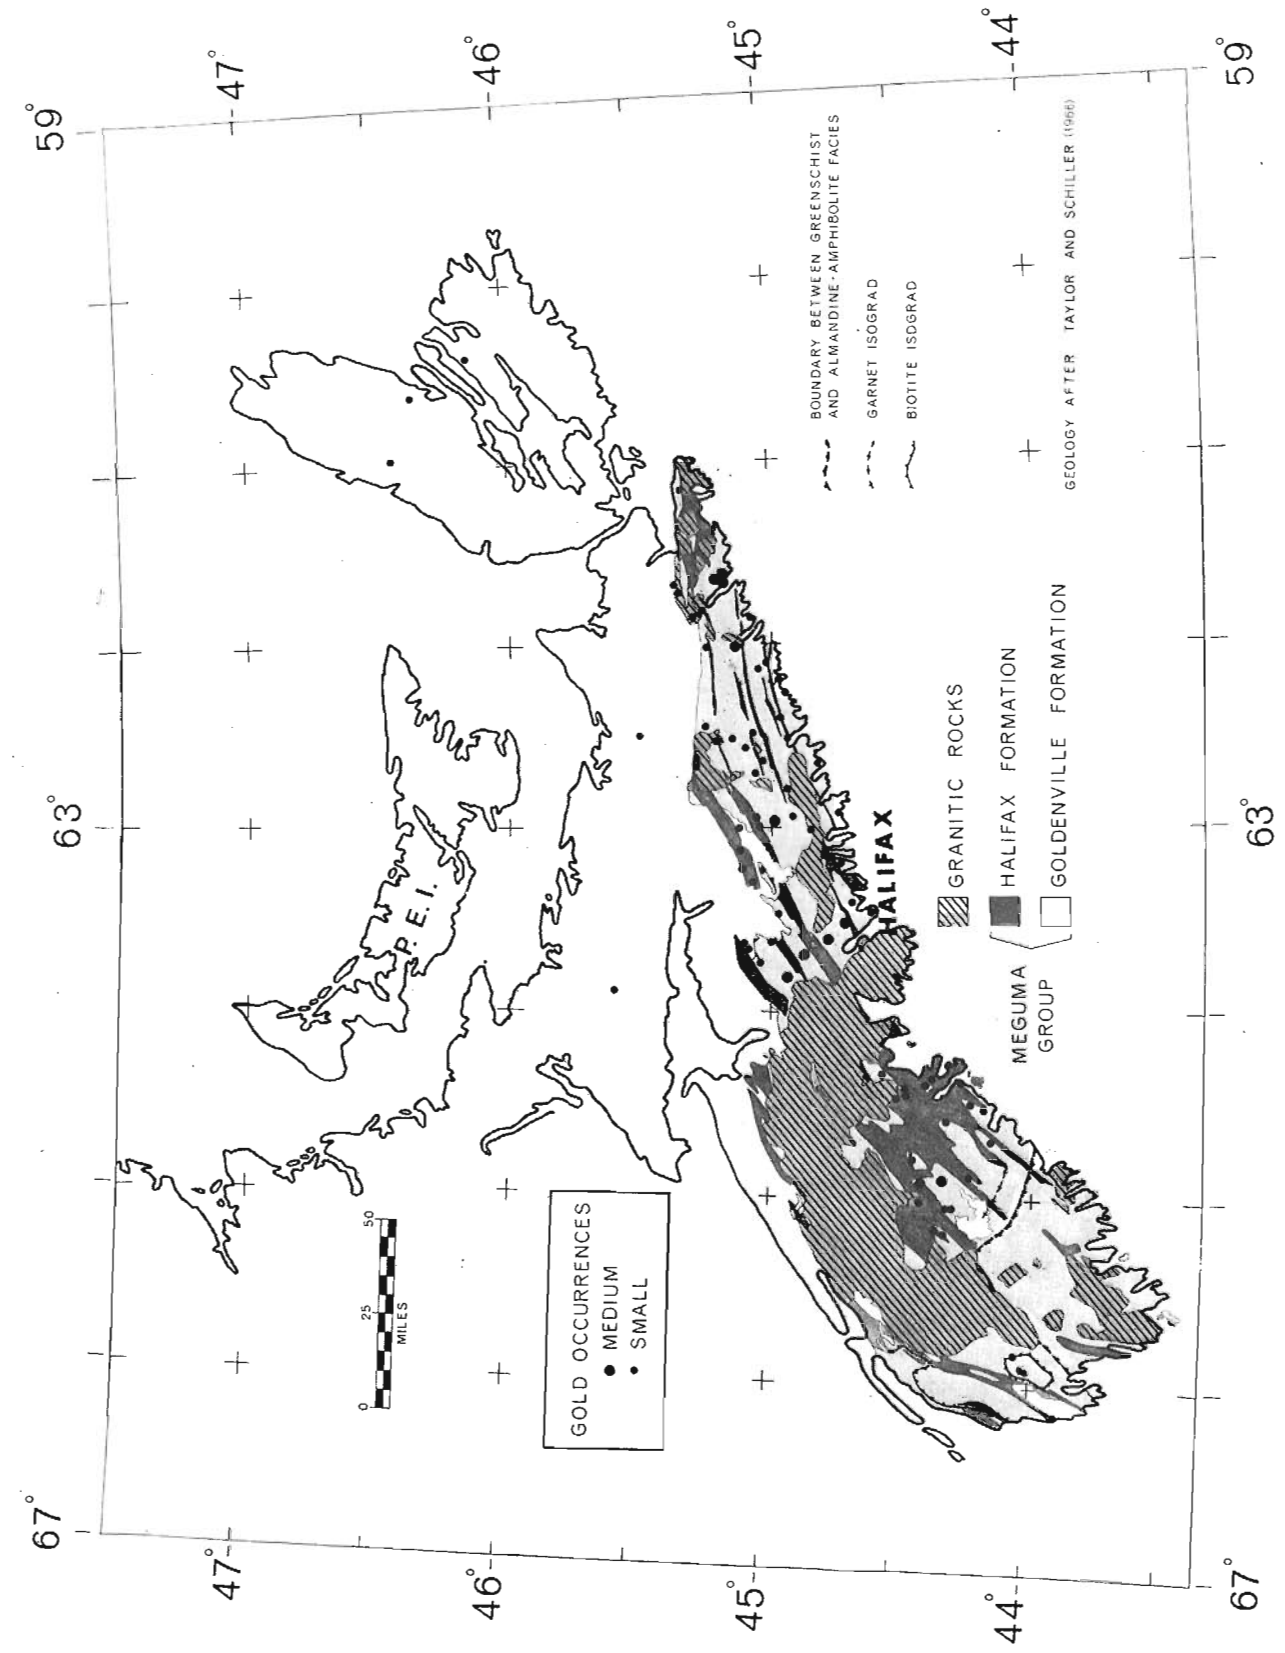 59°
63°
67°
47°
46°
45°
44°
47°
46°
45°
44°
59°
63°
67°
P.E.I.
0 25 50
MILES
GOLD OCCURRENCES
MEDIUM
SMALL
HALIFAX
BOUNDARY BETWEEN GREENSCHIST
AND ALMANDINE-AMPHIBOLITE FACIES
GARNET ISOGRAD
BIOTITE ISOGRAD
GRANITIC ROCKS
HALIFAX FORMATION
GOLDENVILLE FORMATION
MEGUMA
GROUP
GEOLOGY AFTER TAYLOR AND SCHILLER (1966)